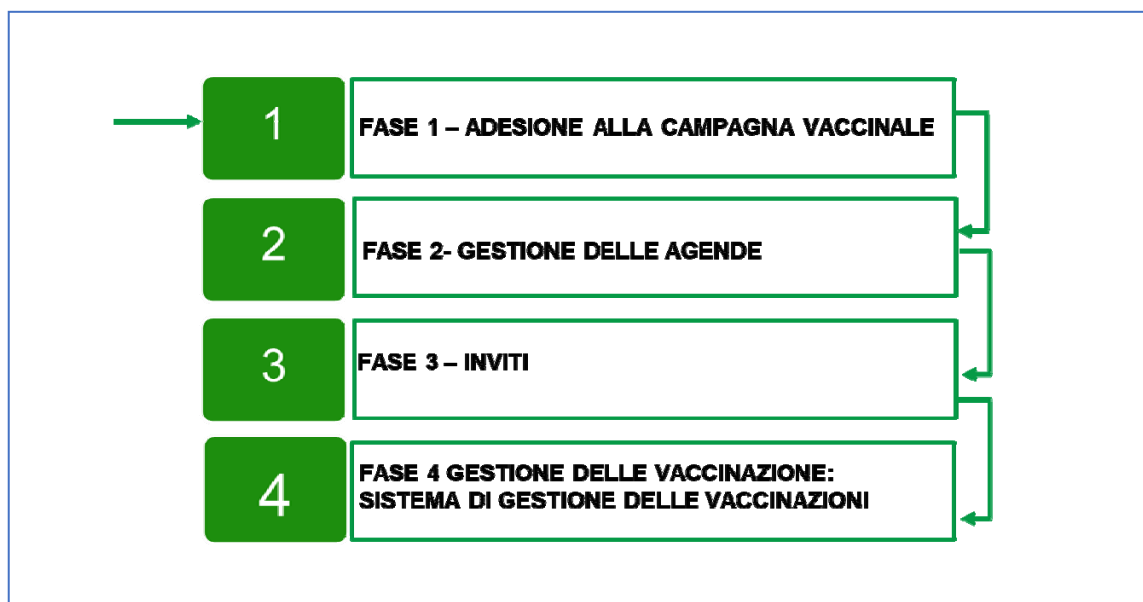 1
FASE 1 – ADESIONE ALLA CAMPAGNA VACCINALE
2
FASE 2- GESTIONE DELLE AGENDE
3
FASE 3 – INVITI
4
FASE 4 GESTIONE DELLE VACCINAZIONE:
SISTEMA DI GESTIONE DELLE VACCINAZIONI